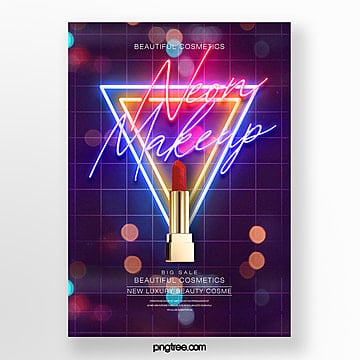 BEAUTIFUL COSMETICS
Neon
Makeup
BIG SALE
BEAUTIFUL COSMETICS
NEW LUXURY BEAUTY COSME
pngtree.com